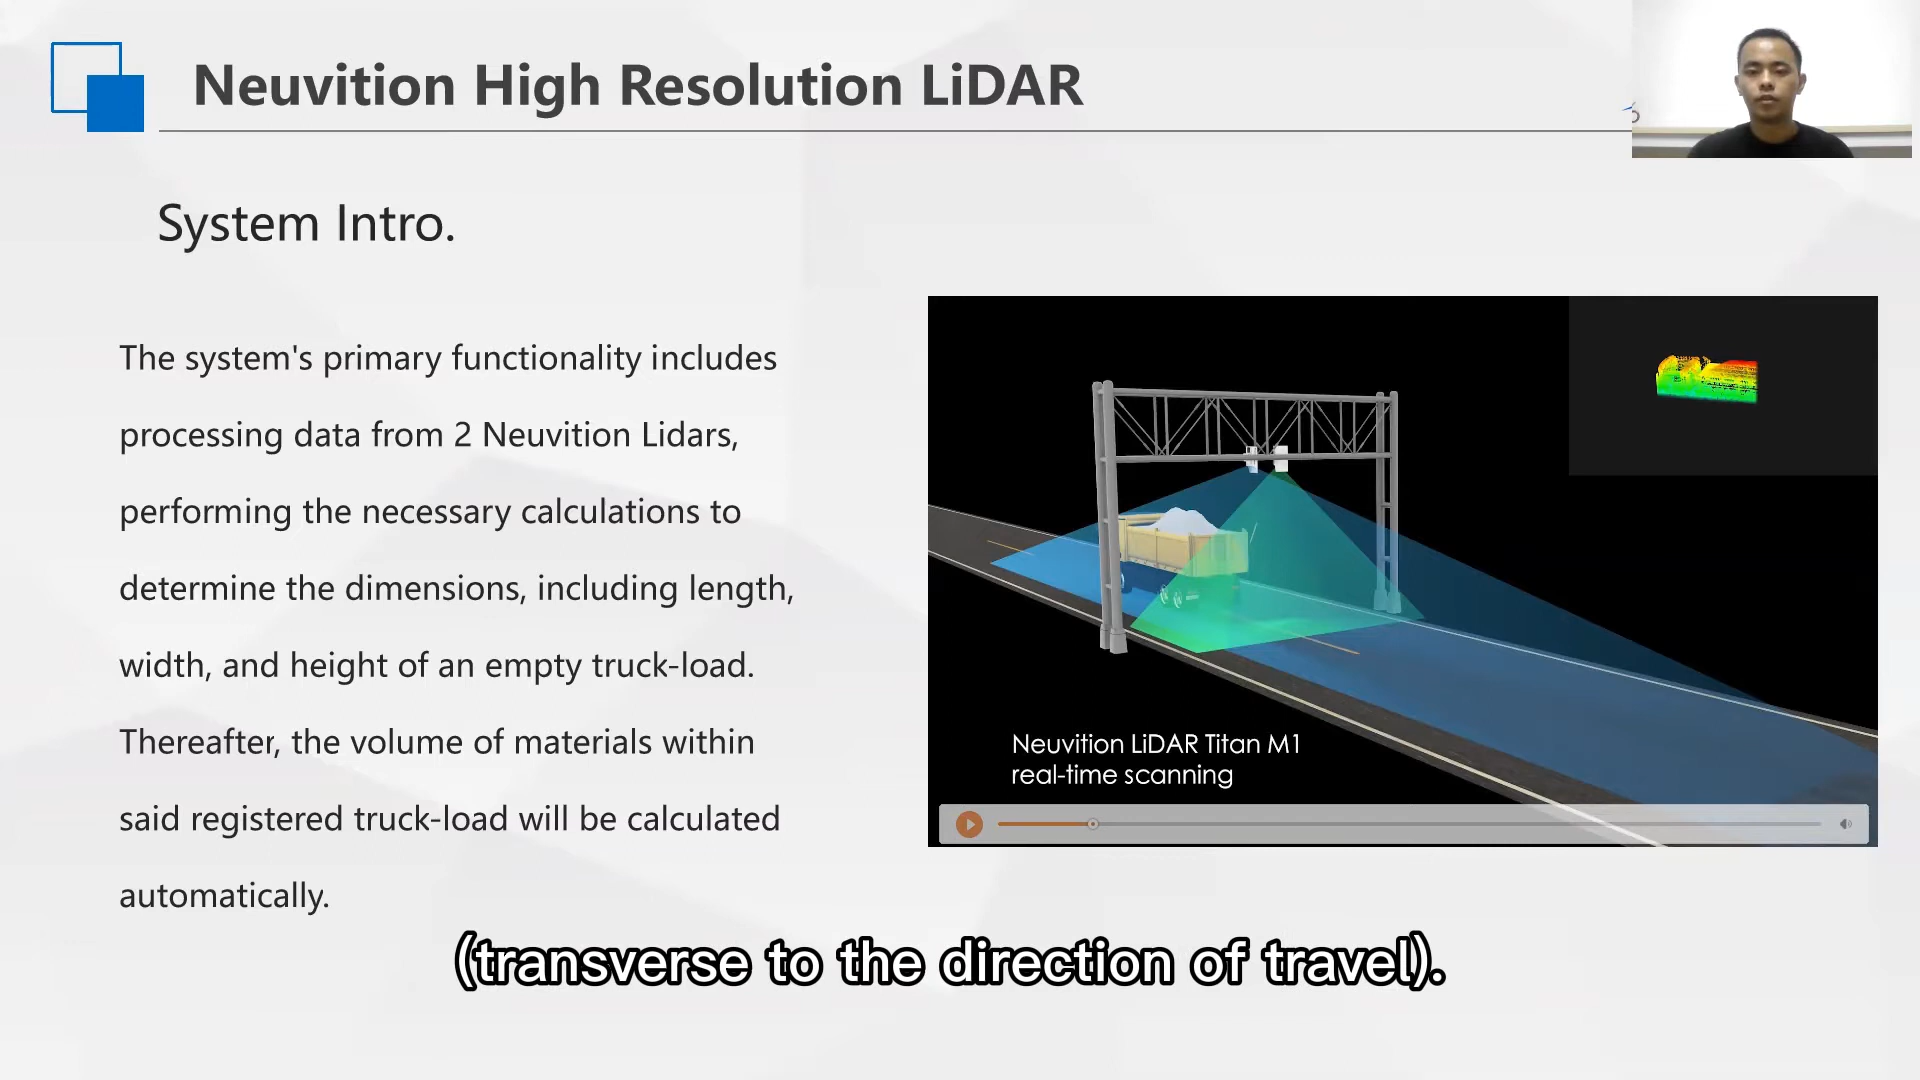 Neuvition High Resolution LiDAR
System Intro.
The system's primary functionality includes
processing data from 2 Neuvition Lidars,
performing the necessary calculations to
determine the dimensions, including length,
width, and height of an empty truck-load.
Thereafter, the volume of materials within
said registered truck-load will be calculated
automatically.
Neuvition LiDAR Titan M1
real-time scanning
(transverse to the direction of travel).